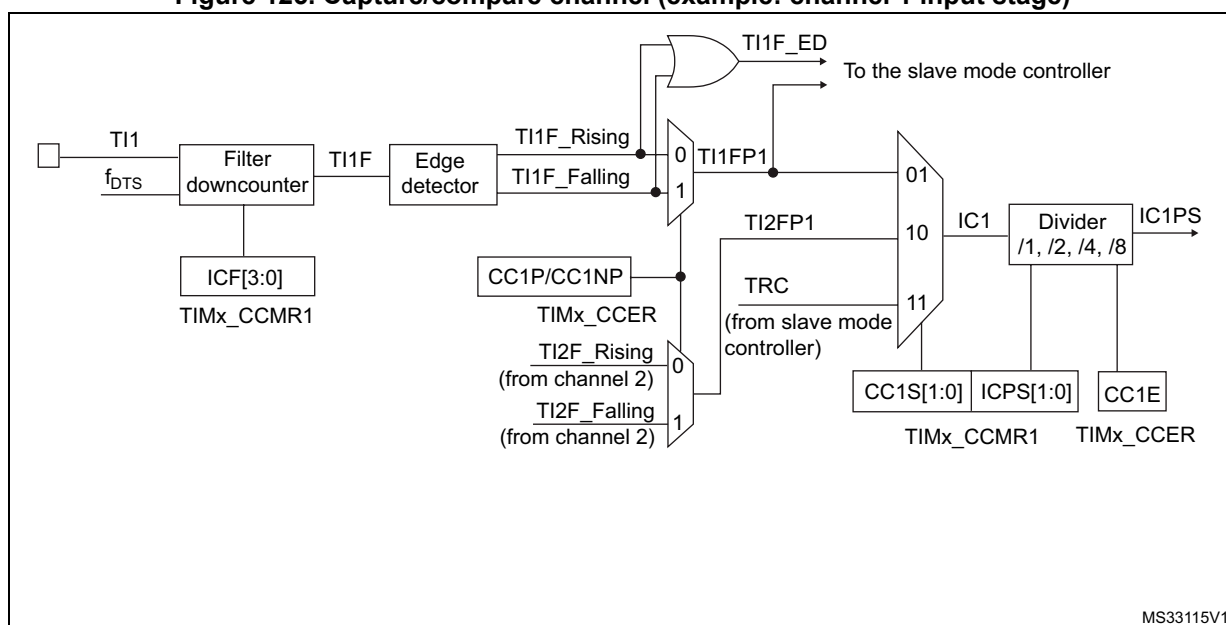 Figure 125. Capture/compare channel (example: channel 1 input stage)
TI1F_ED
To the slave mode controller
TI1
f_DTS
Filter
downcounter
TI1F
Edge
detector
TI1F_Rising
TI1F_Falling
0
1
TI1FP1
01
TI2FP1
10
IC1
Divider
/1, /2, /4, /8
IC1PS
ICF[3:0]
TIMx_CCMR1
CC1P/CC1NP
TIMx_CCER
TRC
11
(from slave mode
controller)
TI2F_Rising
(from channel 2)
0
TI2F_Falling
(from channel 2)
1
CC1S[1:0]
ICPS[1:0]
CC1E
TIMx_CCMR1
TIMx_CCER
MS33115V1